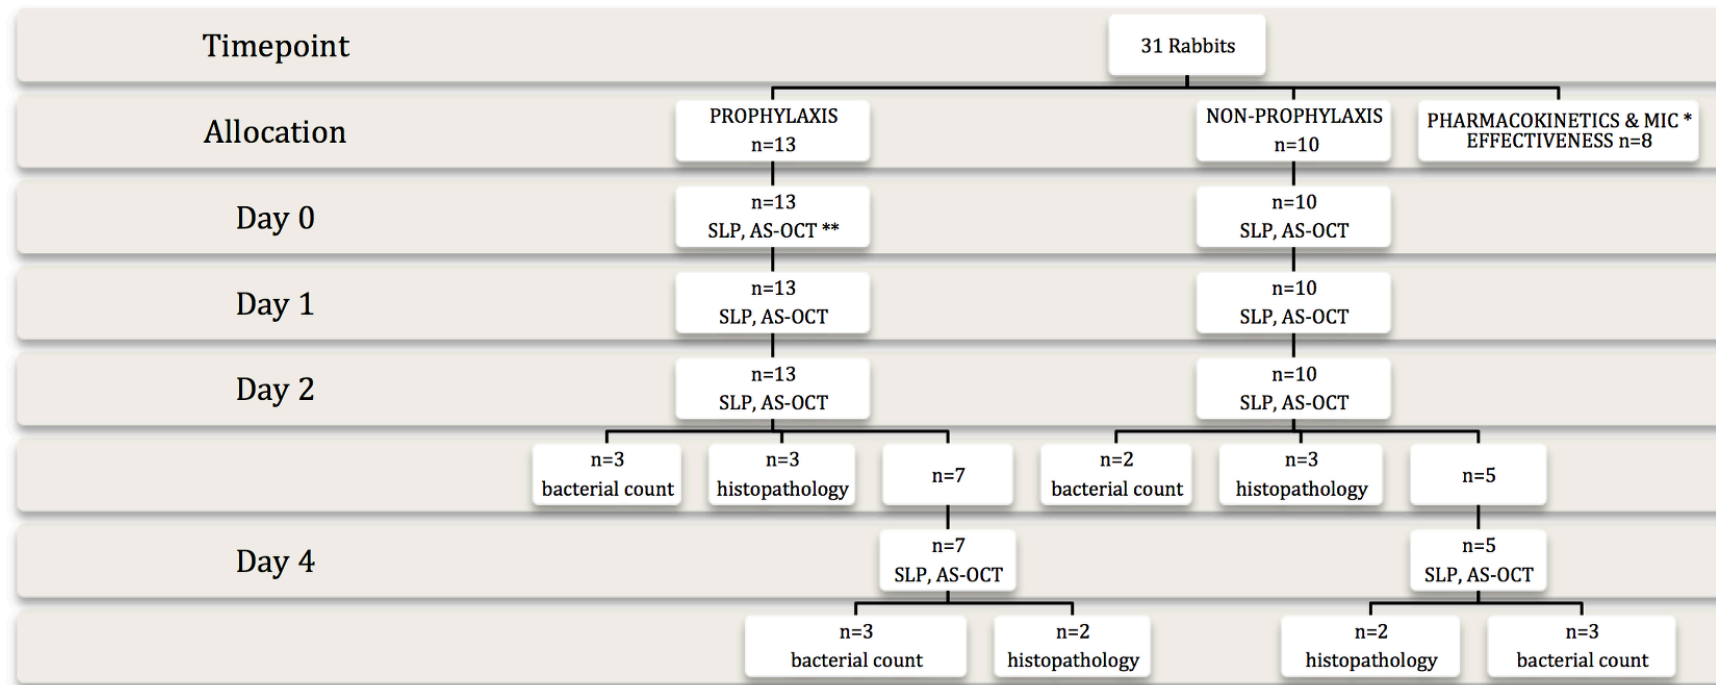 Timepoint
31 Rabbits
Allocation
PROPHYLAXIS
n=13
NON-PROPHYLAXIS
n=10
PHARMACOKINETICS & MIC *
EFFECTIVENESS n=8
Day 0
n=13
SLP, AS-OCT **
n=10
SLP, AS-OCT
Day 1
n=13
SLP, AS-OCT
n=10
SLP, AS-OCT
Day 2
n=13
SLP, AS-OCT
n=10
SLP, AS-OCT
n=3
bacterial count
n=3
histopathology
n=7
n=2
bacterial count
n=3
histopathology
n=5
Day 4
n=7
SLP, AS-OCT
n=5
SLP, AS-OCT
n=3
bacterial count
n=2
histopathology
n=2
histopathology
n=3
bacterial count